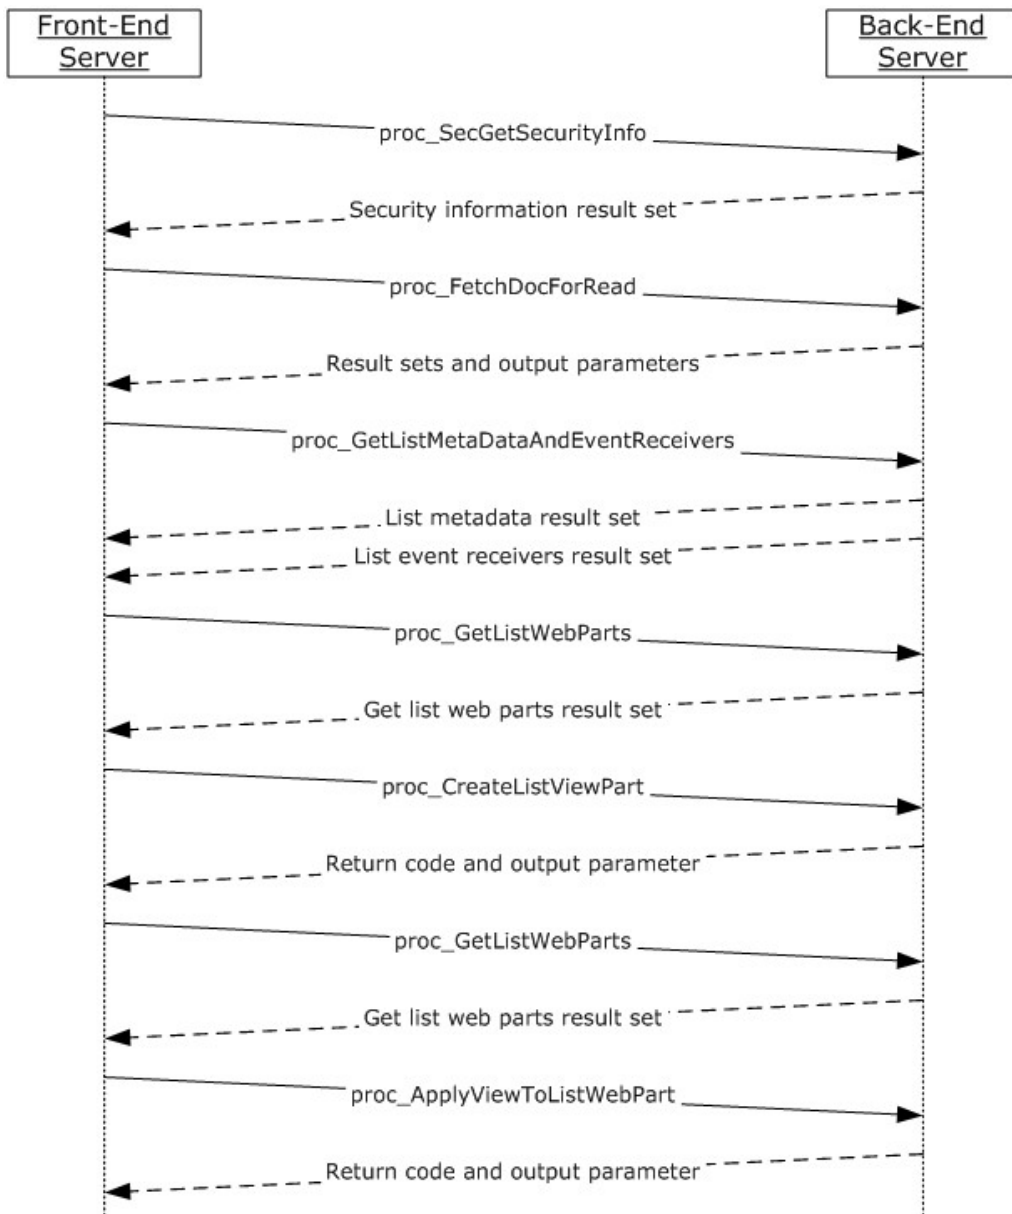 Front-End
Server
Back-End
Server
proc_SecGetSecurityInfo
Security information result set
proc_FetchDocForRead
Result sets and output parameters
proc_GetListMetaDataAndEventReceivers
List metadata result set
List event receivers result set
proc_GetListWebParts
Get list web parts result set
proc_CreateListViewPart
Return code and output parameter
proc_GetListWebParts
Get list web parts result set
proc_ApplyViewToListWebPart
Return code and output parameter